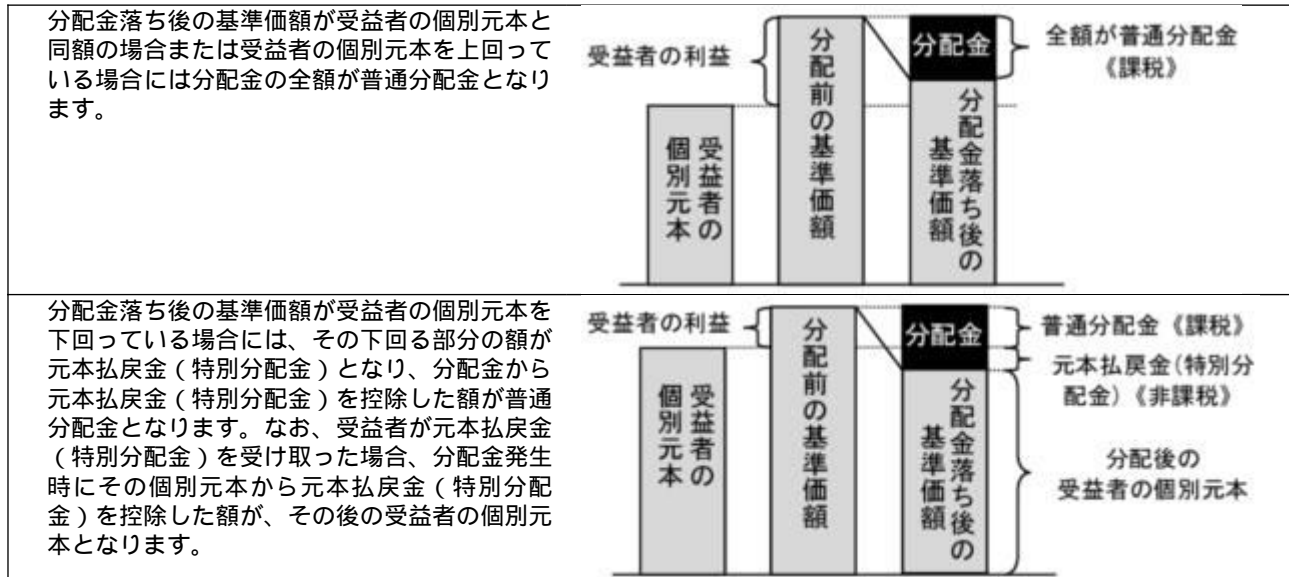 分配金落ち後の基準価額が受益者の個別元本と
同額の場合または受益者の個別元本を上回って
いる場合には分配金の全額が普通分配金となり
ます。
受益者の利益
受益者の
個別元本
分配前の基準価額
分配金
分配金落ち後の
基準価額
全額が普通分配金
《課税》
分配金落ち後の基準価額が受益者の個別元本を
下回っている場合には、その下回る部分の額が
元本払戻金(特別分配金)となり、分配金から
元本払戻金(特別分配金)を控除した額が普通
分配金となります。なお、受益者が元本払戻金
(特別分配金)を受け取った場合、分配金発生
時にその個別元本から元本払戻金(特別分配
金)を控除した額が、その後の受益者の個別元
本となります。
受益者の利益
受益者の
個別元本
分配前の基準価額
分配金
分配金落ち後の
基準価額
普通分配金《課税》
元本払戻金(特別分
配金)《非課税》
分配後の
受益者の個別元本